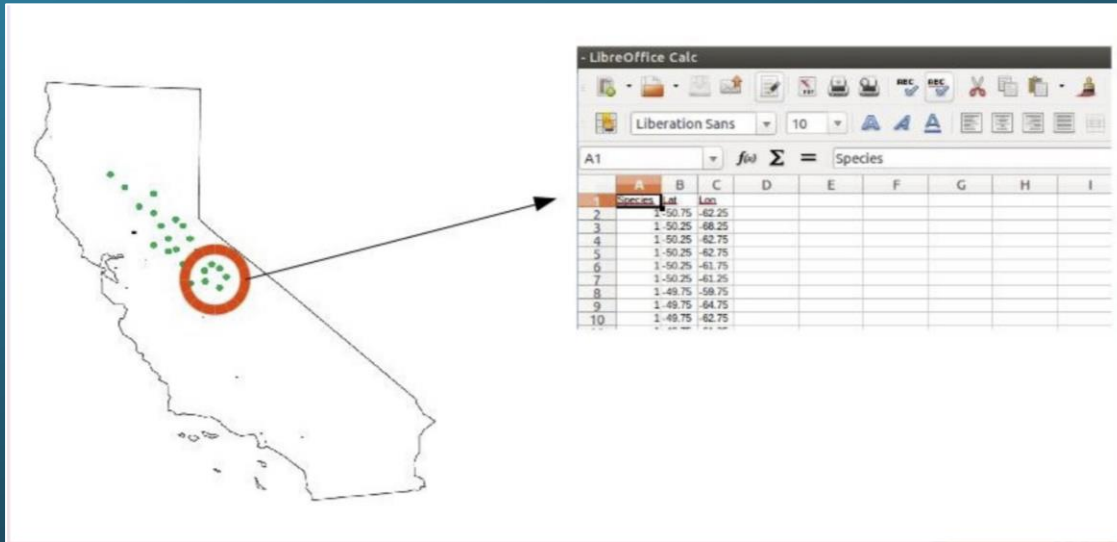 - LibreOffice Calc
Liberation Sans 10
A1 Species
A B C D E F G H I
1 Species Lat Lon
2 1 -50.75 -62.25
3 1 -50.25 -68.25
4 1 -50.25 -62.75
5 1 -50.25 -62.75
6 1 -50.25 -61.75
7 1 -50.25 -61.25
8 1 -49.75 -59.75
9 1 -49.75 -64.75
10 1 -49.75 -62.75